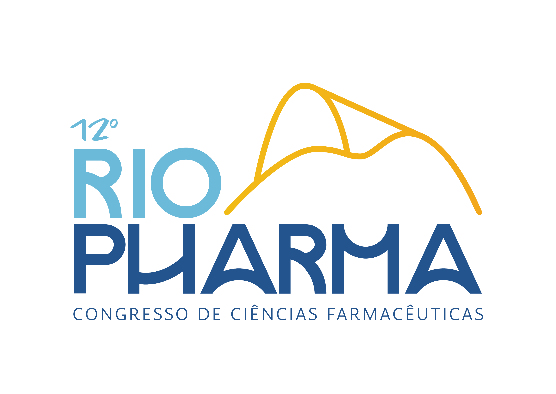 12º
RIO
PHARMA
CONGRESSO DE CIÊNCIAS FARMACÊUTICAS